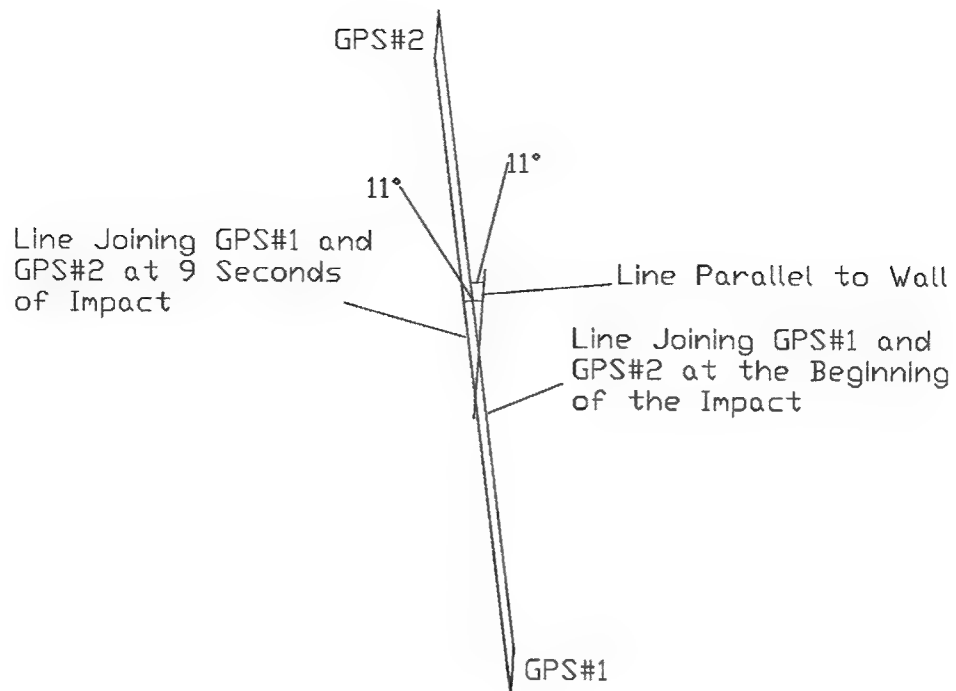 GPS#2
11°
11°
Line Joining GPS#1 and
GPS#2 at 9 Seconds
of Impact
Line Parallel to Wall
Line Joining GPS#1 and
GPS#2 at the Beginning
of the Impact
GPS#1